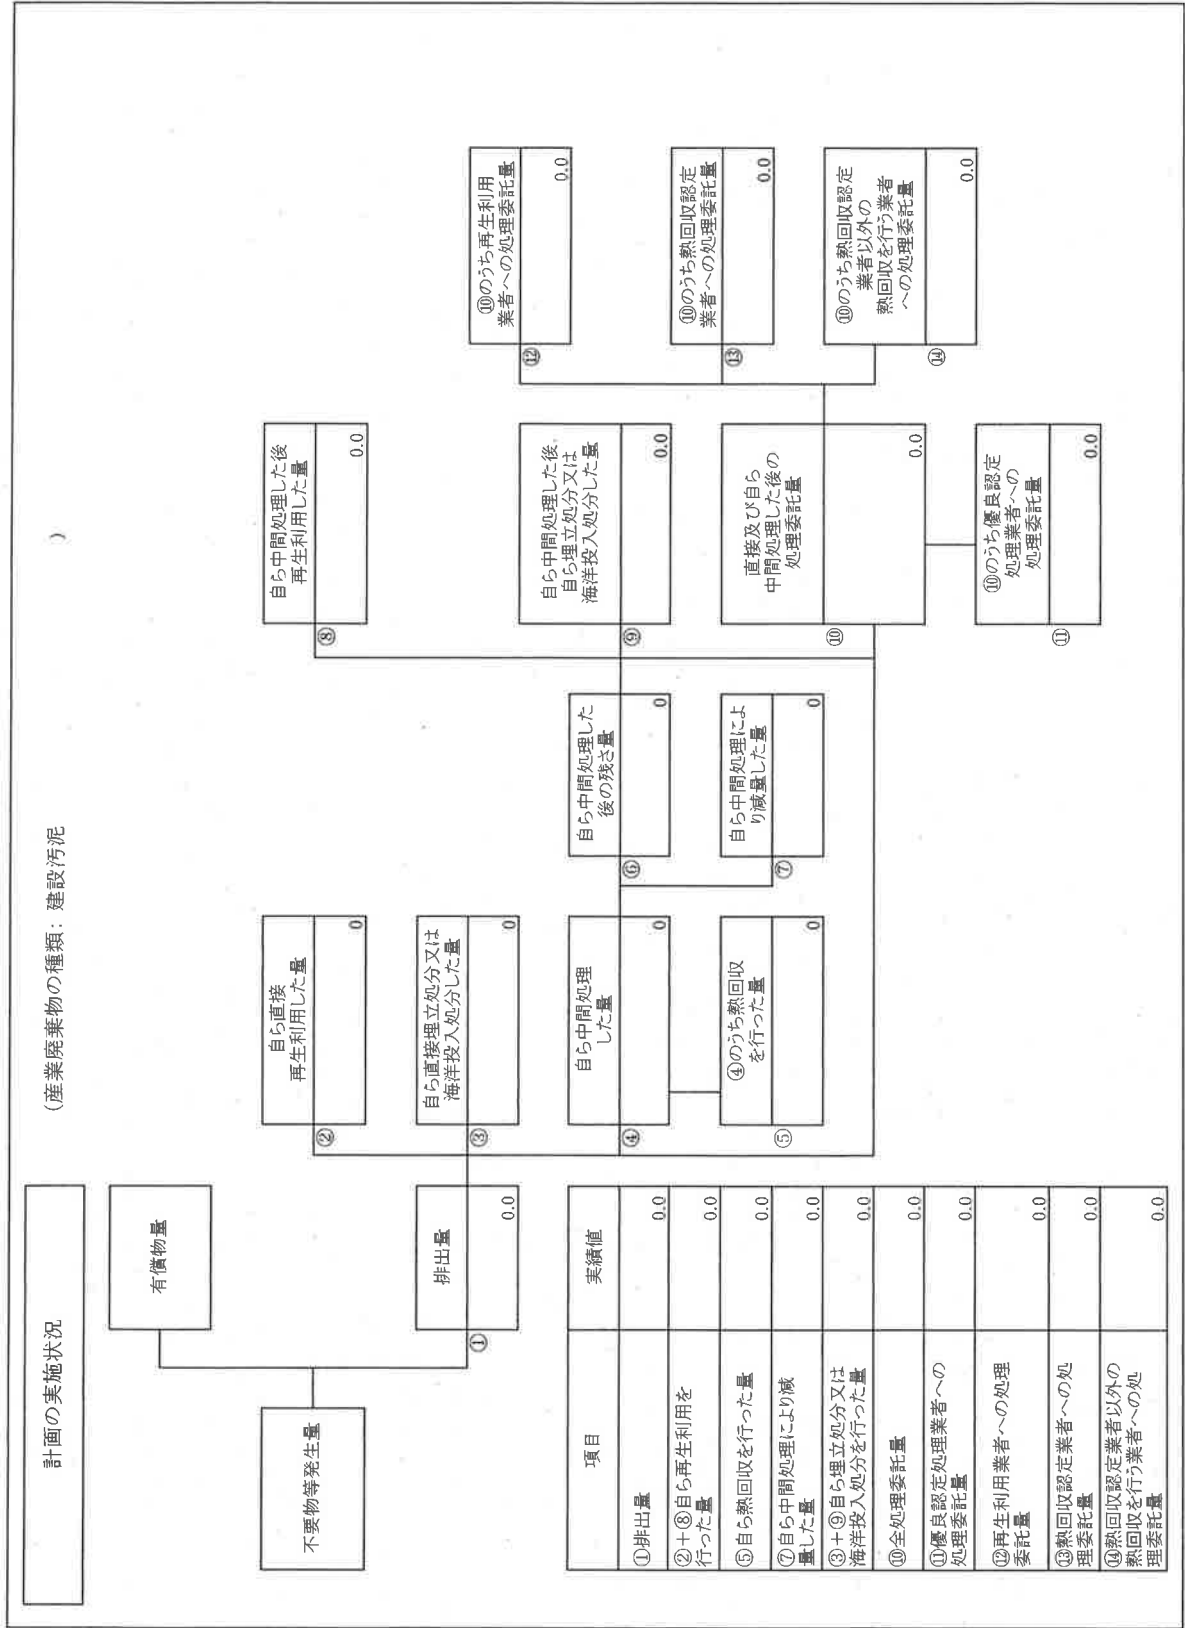 計画の実施状況
(産業廃棄物の種類: 建設汚泥
)
不要物等発生量
有償物量
①
排出量
0.0
②
自ら直接
再生利用した量
0
③
自ら直接埋立処分又は
海洋投入処分した量
0
④
自ら中間処理
した量
0
⑤
④のうち熱回収
を行った量
0
⑥
自ら中間処理した
後の残さ量
0
⑦
自ら中間処理によ
り減量した量
0
⑧
自ら中間処理した後
再生利用した量
0.0
⑨
自ら中間処理した後、
自ら埋立処分又は
海洋投入処分した量
0.0
⑩
直接及び自ら
中間処理した後の
処理委託量
0.0
⑪
⑩のうち優良認定
処理業者への
処理委託量
0.0
⑫
⑩のうち再生利用
業者への処理委託量
0.0
⑬
⑩のうち熱回収認定
業者への処理委託量
0.0
⑭
⑩のうち熱回収認定
業者以外の
熱回収を行う業者
への処理委託量
0.0
項目 実績値
①排出量 0.0
②+⑧自ら再生利用を
行った量 0.0
⑤自ら熱回収を行った量 0.0
⑦自ら中間処理により減
量した量 0.0
③+⑨自ら埋立処分又は
海洋投入処分を行った量 0.0
⑩全処理委託量 0.0
⑪優良認定処理業者への
処理委託量 0.0
⑫再生利用業者への処理
委託量 0.0
⑬熱回収認定業者への処
理委託量 0.0
⑭熱回収認定業者以外の
熱回収を行う業者への処
理委託量 0.0